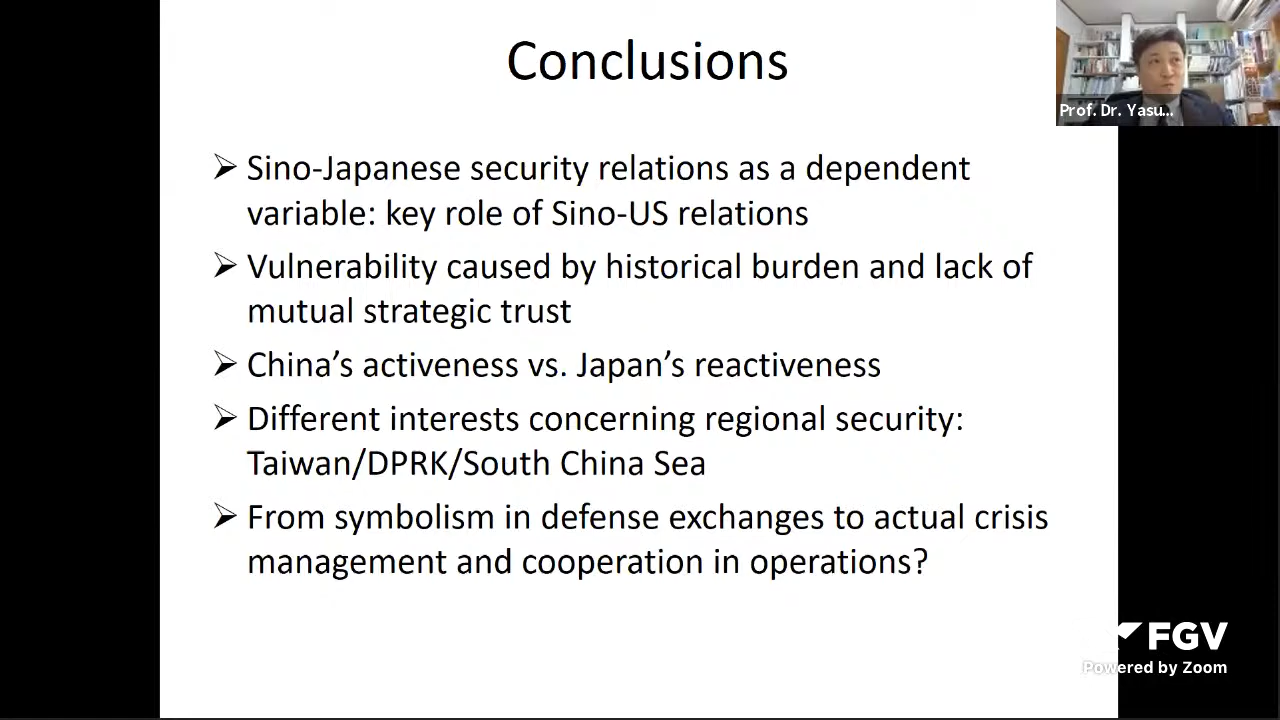 Conclusions
Prof. Dr. Yasu...
➢ Sino-Japanese security relations as a dependent
variable: key role of Sino-US relations
➢ Vulnerability caused by historical burden and lack of
mutual strategic trust
➢ China’s activeness vs. Japan’s reactiveness
➢ Different interests concerning regional security:
Taiwan/DPRK/South China Sea
➢ From symbolism in defense exchanges to actual crisis
management and cooperation in operations?
FGV
Powered by Zoom